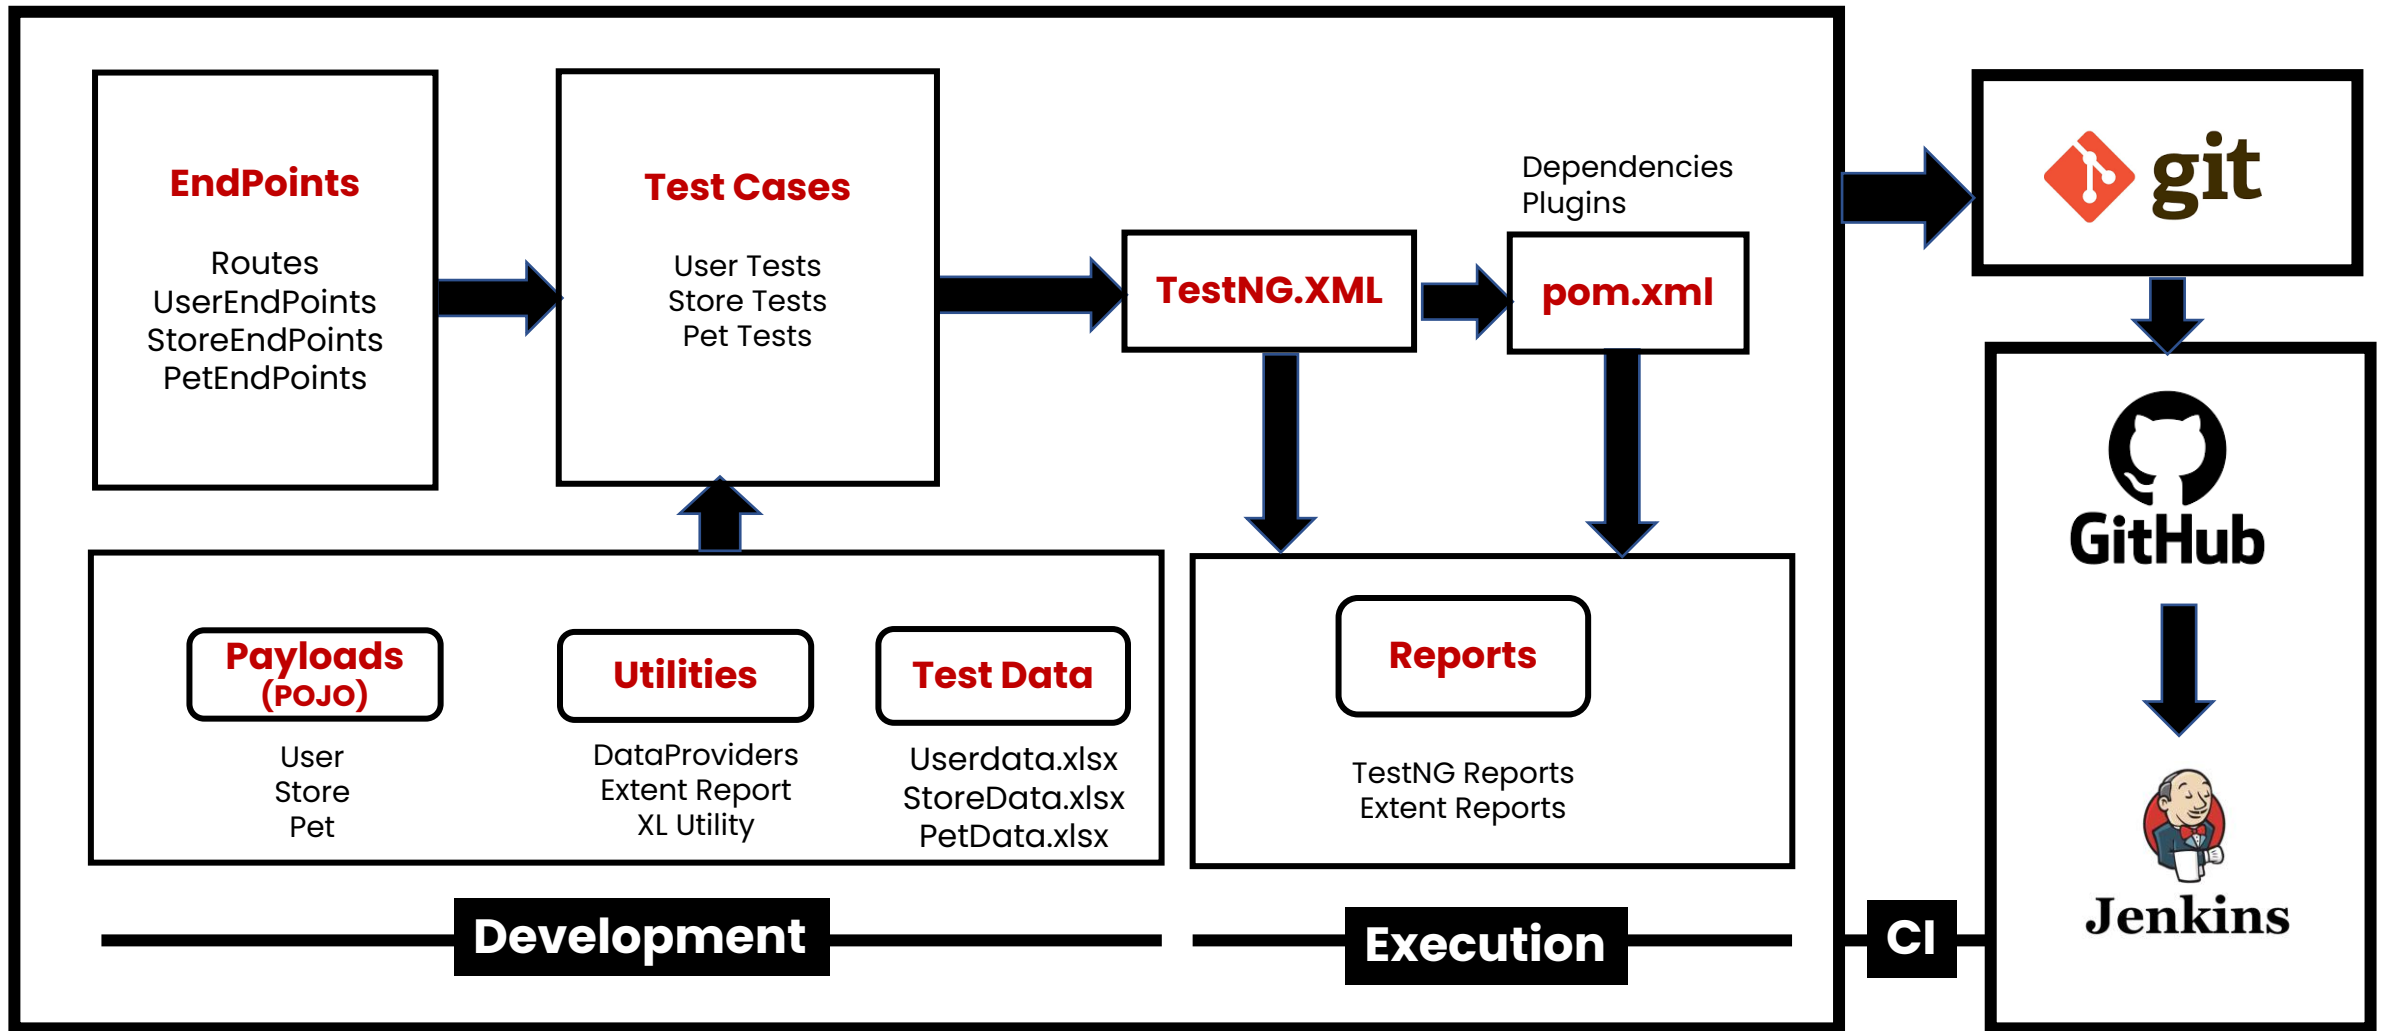 EndPoints
Routes
UserEndPoints
StoreEndPoints
PetEndPoints
Test Cases
User Tests
Store Tests
Pet Tests
TestNG.XML
Dependencies
Plugins
pom.xml
git
GitHub
Jenkins
Payloads
(POJO)
User
Store
Pet
Utilities
DataProviders
Extent Report
XL Utility
Test Data
Userdata.xlsx
StoreData.xlsx
PetData.xlsx
Reports
TestNG Reports
Extent Reports
Development
Execution
CI